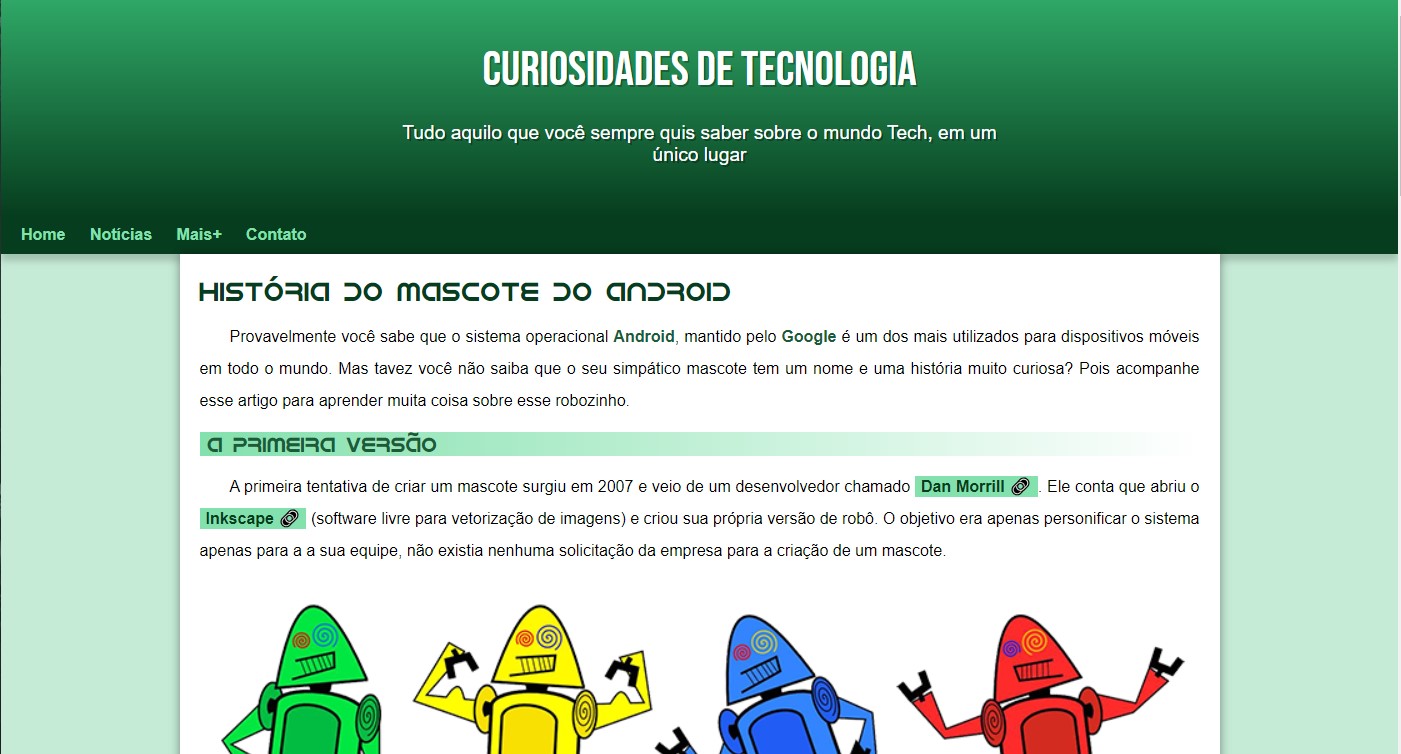 CURIOSIDADES DE TECNOLOGIA
Tudo aquilo que você sempre quis saber sobre o mundo Tech, em um
único lugar
Home Notícias Mais+ Contato
HISTÓRIA DO MASCOTE DO ANDROID
Provavelmente você sabe que o sistema operacional Android, mantido pelo Google é um dos mais utilizados para dispositivos móveis
em todo o mundo. Mas tavez você não saiba que o seu simpático mascote tem um nome e uma história muito curiosa? Pois acompanhe
esse artigo para aprender muita coisa sobre esse robozinho.
A PRIMEIRA VERSÃO
A primeira tentativa de criar um mascote surgiu em 2007 e veio de um desenvolvedor chamado Dan Morrill. Ele conta que abriu o
Inkscape (software livre para vetorização de imagens) e criou sua própria versão de robô. O objetivo era apenas personificar o sistema
apenas para a a sua equipe, não existia nenhuma solicitação da empresa para a criação de um mascote.